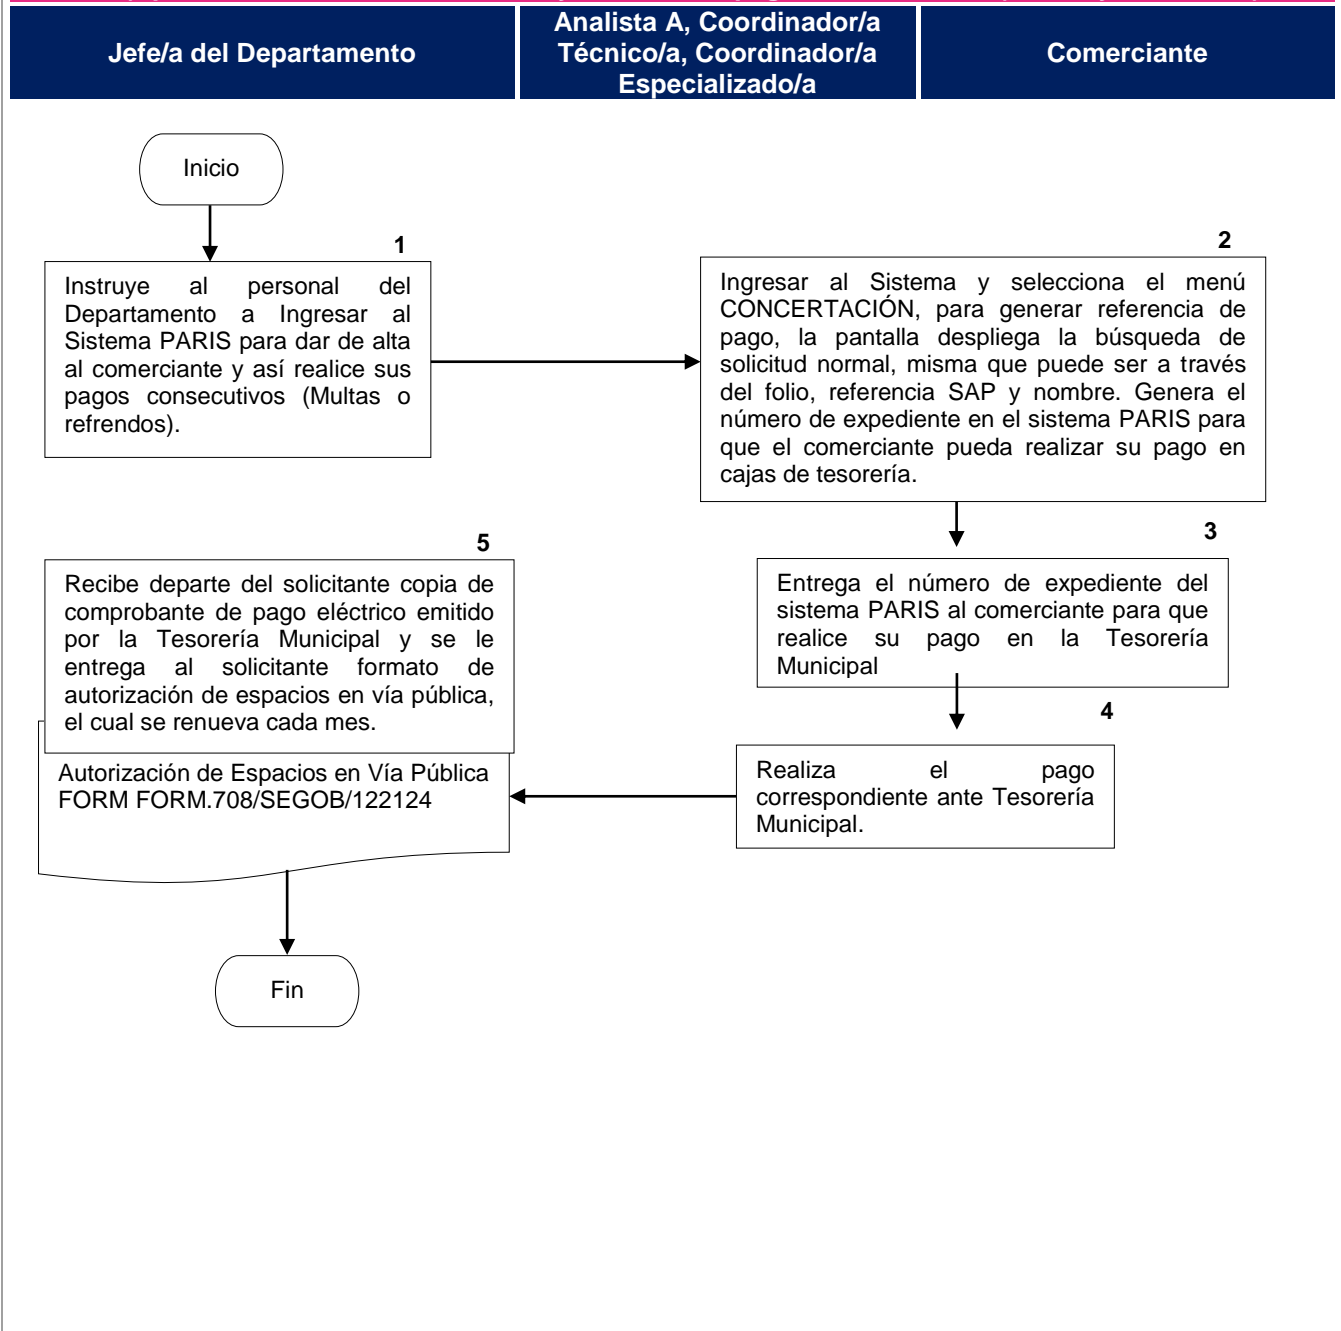 Jefe/a del Departamento
Analista A, Coordinador/a
Técnico/a, Coordinador/a
Especializado/a
Comerciante
Inicio
1
Instruye al personal del
Departamento a Ingresar al
Sistema PARIS para dar de alta
al comerciante y así realice sus
pagos consecutivos (Multas o
refrendos).
2
Ingresar al Sistema y selecciona el menú
CONCERTACIÓN, para generar referencia de
pago, la pantalla despliega la búsqueda de
solicitud normal, misma que puede ser a través
del folio, referencia SAP y nombre. Genera el
número de expediente en el sistema PARIS para
que el comerciante pueda realizar su pago en
cajas de tesorería.
3
Entrega el número de expediente del
sistema PARIS al comerciante para que
realice su pago en la Tesorería
Municipal
4
Realiza el pago
correspondiente ante Tesorería
Municipal.
5
Recibe departe del solicitante copia de
comprobante de pago eléctrico emitido
por la Tesorería Municipal y se le
entrega al solicitante formato de
autorización de espacios en vía pública,
el cual se renueva cada mes.
Autorización de Espacios en Vía Pública
FORM FORM.708/SEGOB/122124
Fin